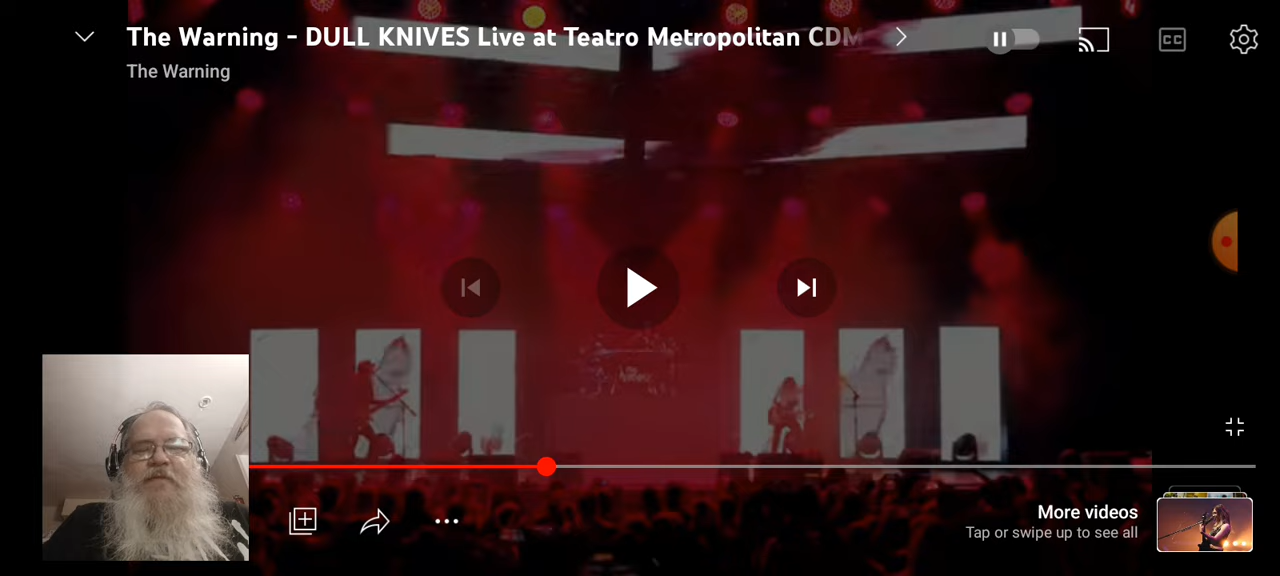 The Warning - DULL KNIVES Live at Teatro Metropolitan CDM
CC
The Warning
More videos
Tap or swipe up to see all